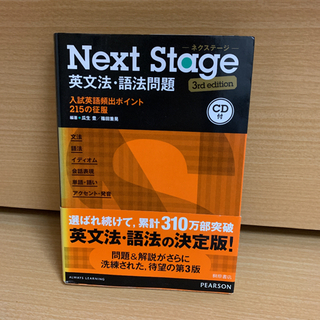 ネクステージ
Next Stage
3rd edition
英文法・語法問題
CD付
入試英語頻出ポイント
215の征服
編著●瓜生 豊／篠田重晃
文法
語法
イディオム
会話表現
単語・語い
アクセント・発音
選ばれ続けて、累計310万部突破
英文法・語法の決定版!
問題&解説がさらに
洗練された、待望の第3版
ALWAYS LEARNING
桐原書店
PEARSON